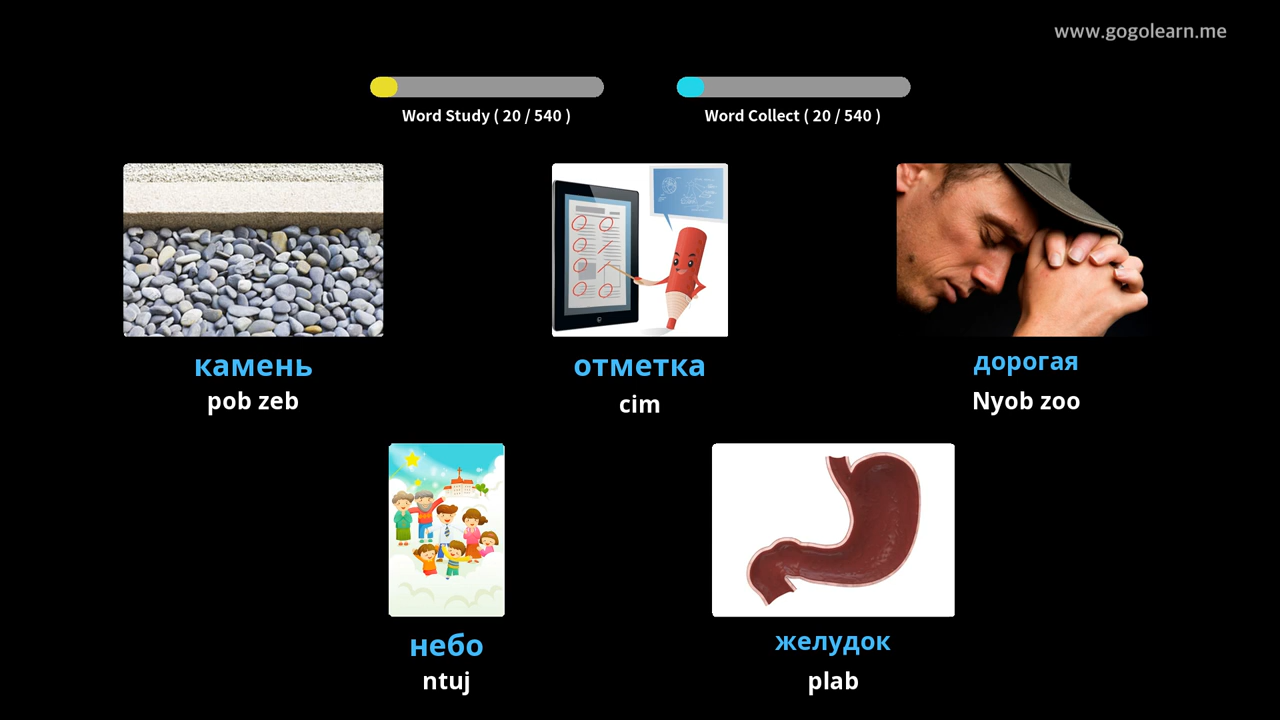 www.gogolearn.me
Word Study ( 20 / 540 )
Word Collect ( 20 / 540 )
камень
pob zeb
отметка
cim
дорогая
Nyob zoo
небо
ntuj
желудок
plab